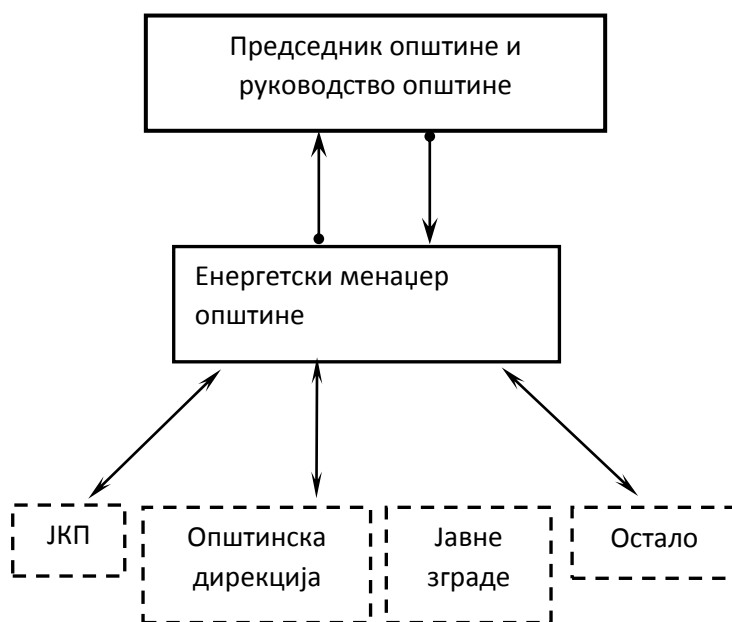 Председник општине и
руководство општине
Енергетски менаџер
општине
ЈКП
Општинска
дирекција
Јавне
зграде
Остало